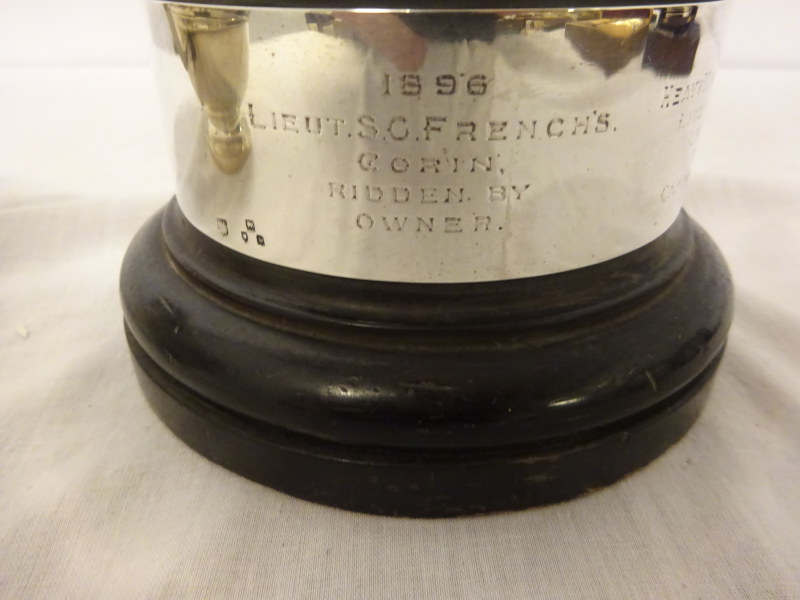 1896
LIEUT. S.C. FRENCH'S.
CORIN,
RIDDEN. BY
OWNER.